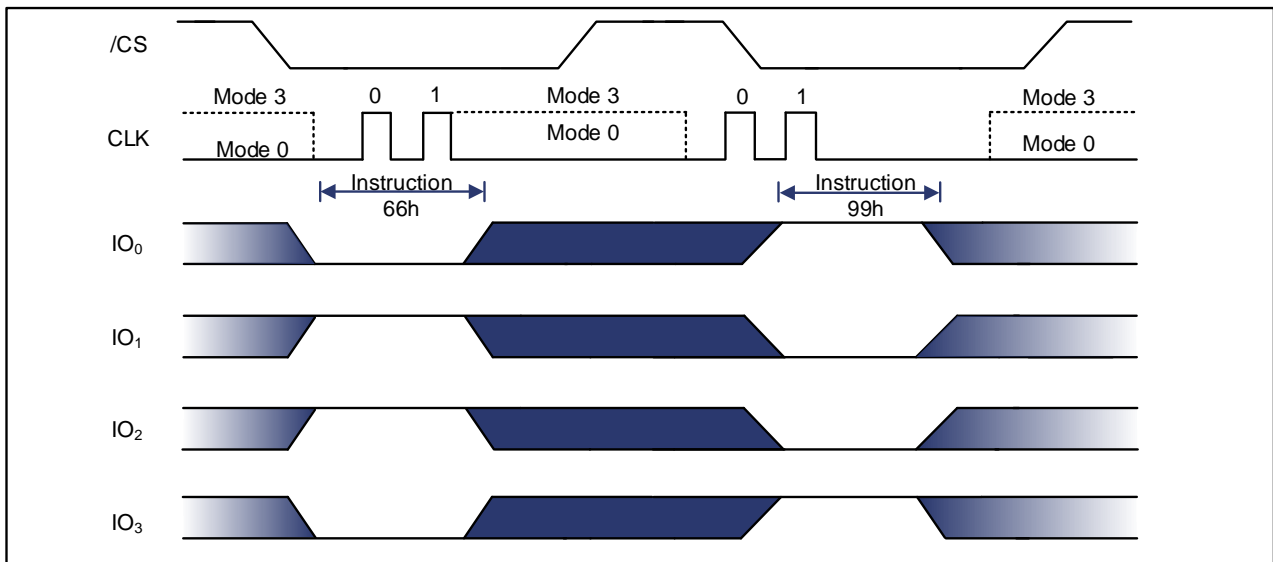 /CS
Mode 3 0 1 Mode 3 0 1 Mode 3
CLK Mode 0 Mode 0 Mode 0
Instruction Instruction
66h 99h
IO₀
IO₁
IO₂
IO₃